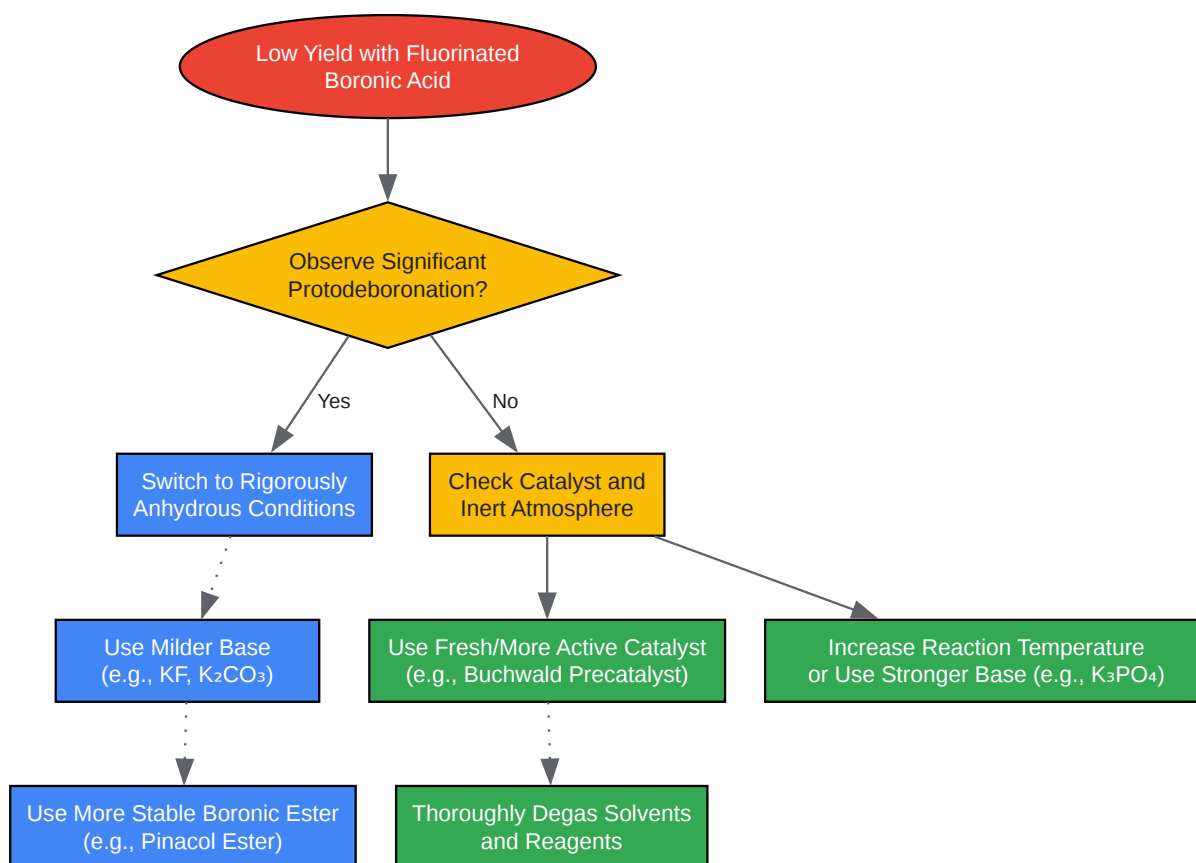 Low Yield with Fluorinated
Boronic Acid
Observe Significant
Protodeboronation?
Yes
No
Switch to Rigorously
Anhydrous Conditions
Check Catalyst and
Inert Atmosphere
Use Milder Base
(e.g., KF, K₂CO₃)
Use Fresh/More Active Catalyst
(e.g., Buchwald Precatalyst)
Increase Reaction Temperature
or Use Stronger Base (e.g., K₃PO₄)
Use More Stable Boronic Ester
(e.g., Pinacol Ester)
Thoroughly Degas Solvents
and Reagents